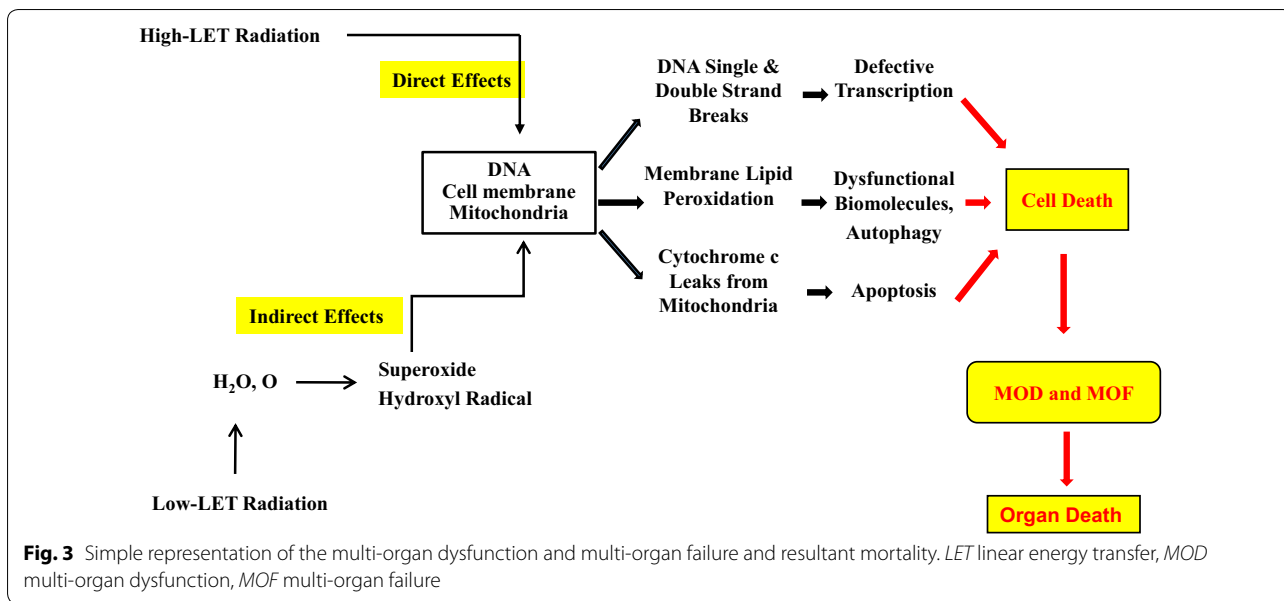 High-LET Radiation
Direct Effects
DNA
Cell membrane
Mitochondria
Indirect Effects
H₂O, O
Superoxide
Hydroxyl Radical
Low-LET Radiation
DNA Single &
Double Strand
Breaks
Defective
Transcription
Membrane Lipid
Peroxidation
Dysfunctional
Biomolecules,
Autophagy
Cytochrome c
Leaks from
Mitochondria
Apoptosis
Cell Death
MOD and MOF
Organ Death
Fig. 3 Simple representation of the multi-organ dysfunction and multi-organ failure and resultant mortality. LET linear energy transfer, MOD
multi-organ dysfunction, MOF multi-organ failure